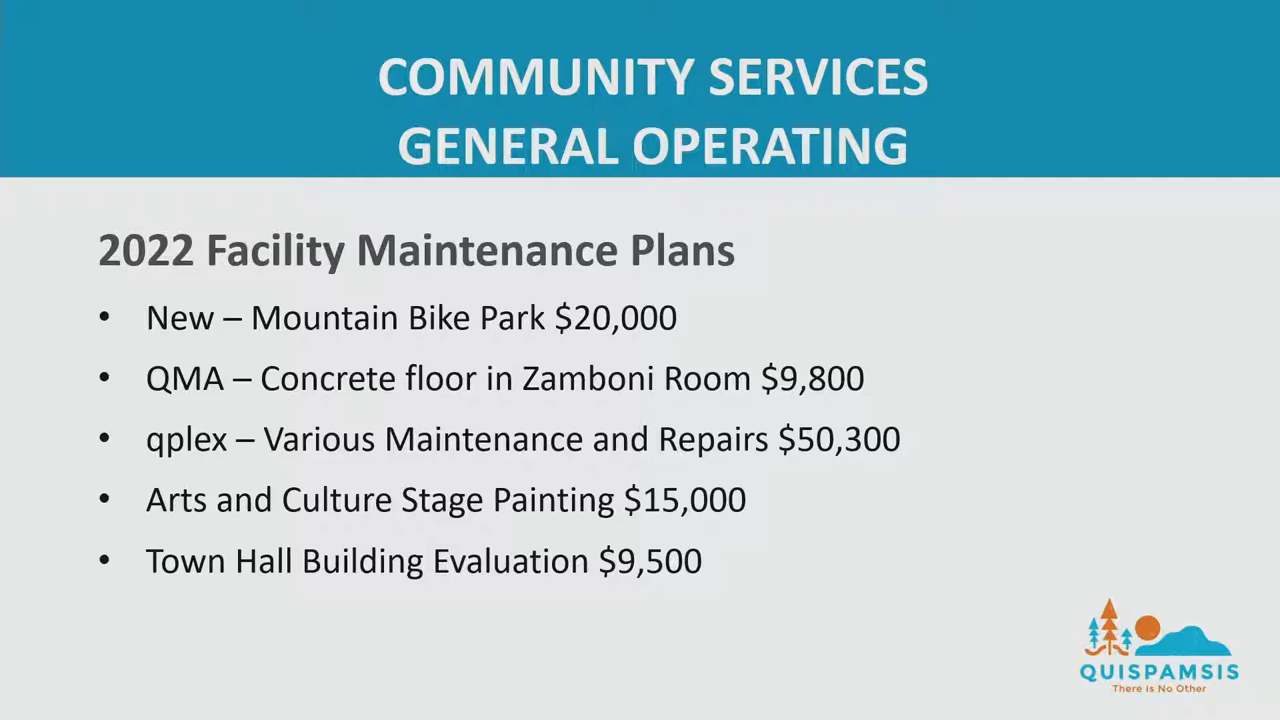 COMMUNITY SERVICES
GENERAL OPERATING
2022 Facility Maintenance Plans
• New – Mountain Bike Park $20,000
• QMA – Concrete floor in Zamboni Room $9,800
• qplex – Various Maintenance and Repairs $50,300
• Arts and Culture Stage Painting $15,000
• Town Hall Building Evaluation $9,500
QUISPAMSIS
There Is No Other